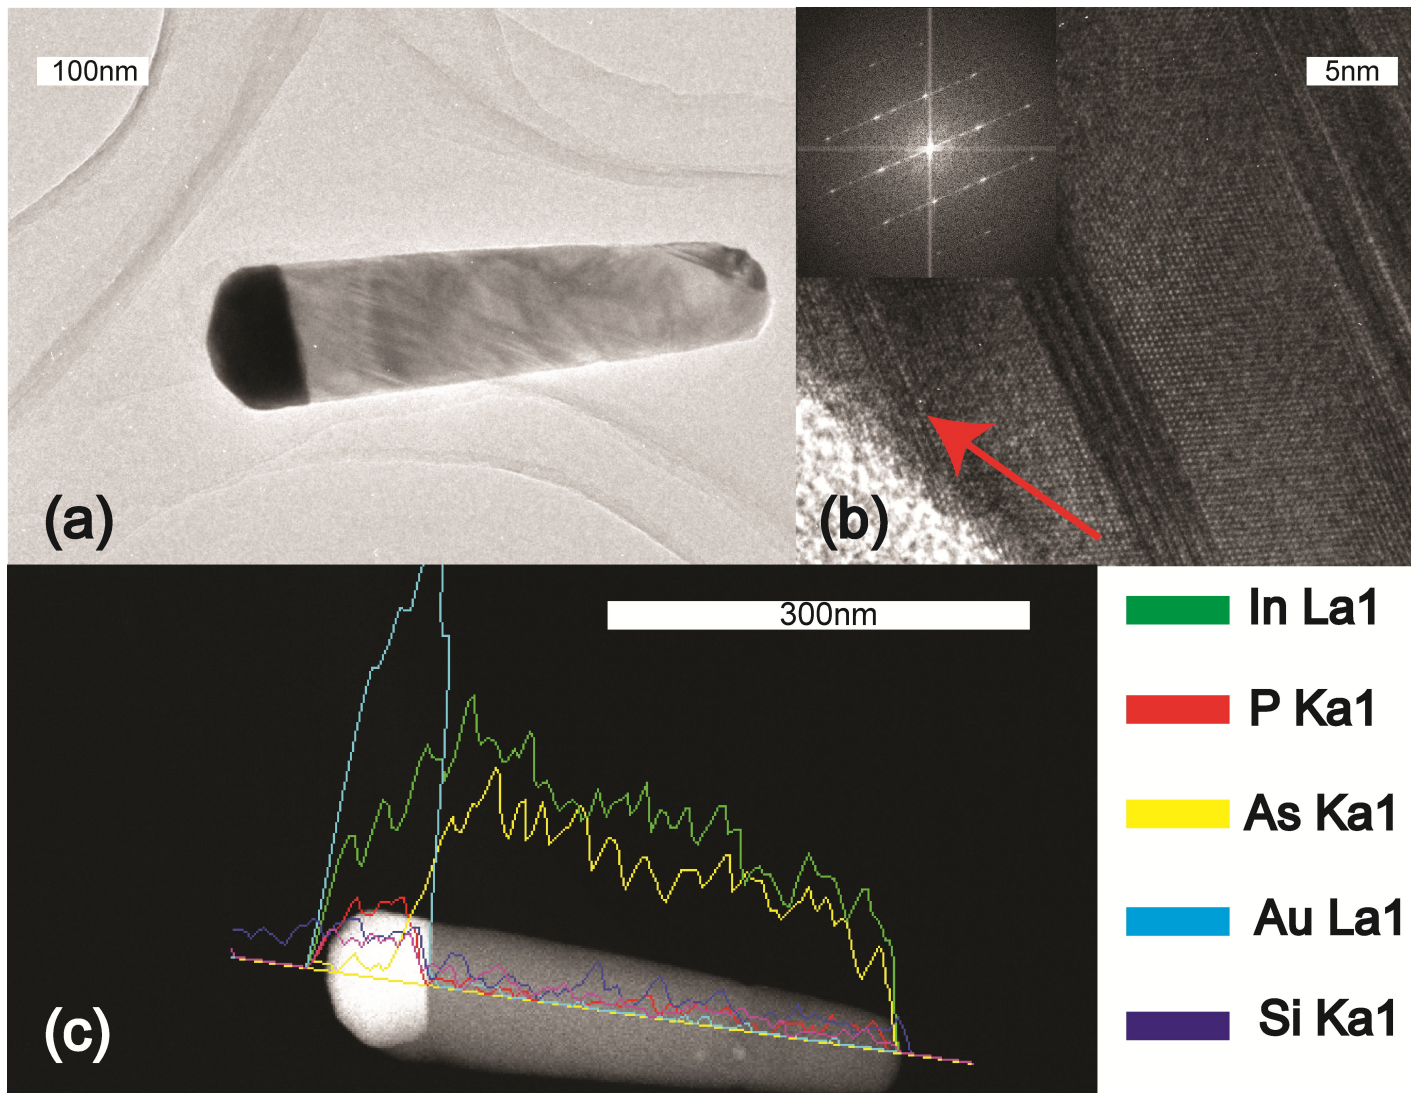 100nm
5nm
(a)
(b)
300nm
In La1
P Ka1
As Ka1
Au La1
Si Ka1
(c)